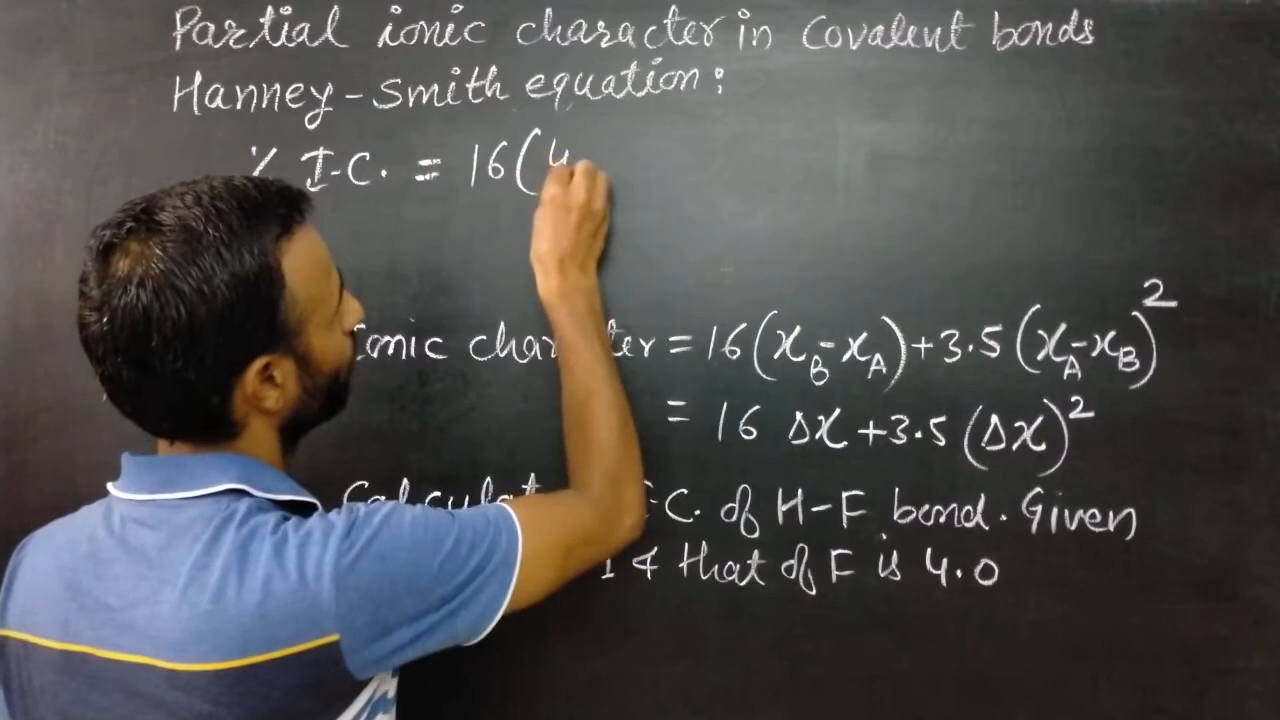 Partial ionic character in Covalent bonds
Hanney-Smith equation:
% I.C. = 16(4
Ionic character = 16(x_B-x_A)+3.5(x_A-x_B)²
= 16 Δx+3.5(Δx)²
I.C. of H-F bond. Given
1 & that of F is 4.0